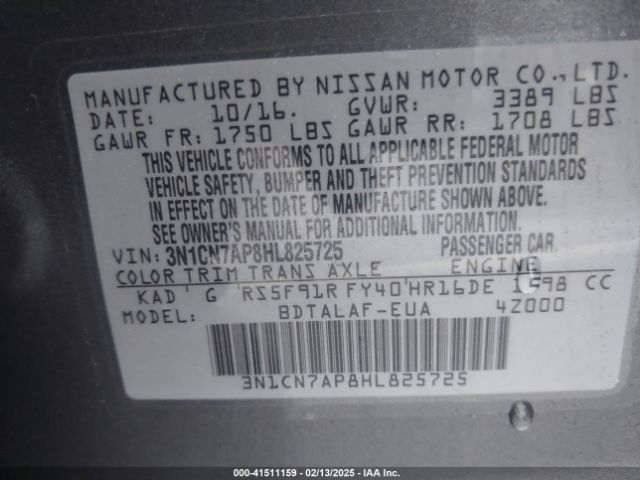 MANUFACTURED BY NISSAN MOTOR CO.,LTD.
DATE: 10/16. GVWR: 3389 LBS
GAWR FR: 1750 LBS GAWR RR: 1708 LBS
THIS VEHICLE CONFORMS TO ALL APPLICABLE FEDERAL MOTOR
VEHICLE SAFETY, BUMPER AND THEFT PREVENTION STANDARDS
IN EFFECT ON THE DATE OF MANUFACTURE SHOWN ABOVE.
SEE OWNER'S MANUAL FOR ADDITIONAL INFORMATION.
VIN: 3N1CN7AP8HL825725 PASSENGER CAR.
COLOR TRIM TRANS AXLE ENGINE
KAD G RS5F91R FY40 HR16DE 1598 CC
MODEL: BDTALAF-EUA 4Z000
3N1CN7AP8HL825725
© 000-41511159 — 02/13/2025 — IAA Inc.